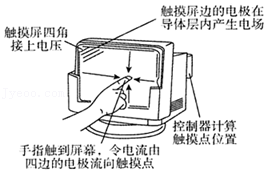 触摸屏四角
接上电压
触摸屏边的电极在
导体层内产生电场
控制器计算
触摸点位置
手指触到屏幕，令电流由
四边的电极流向触摸点